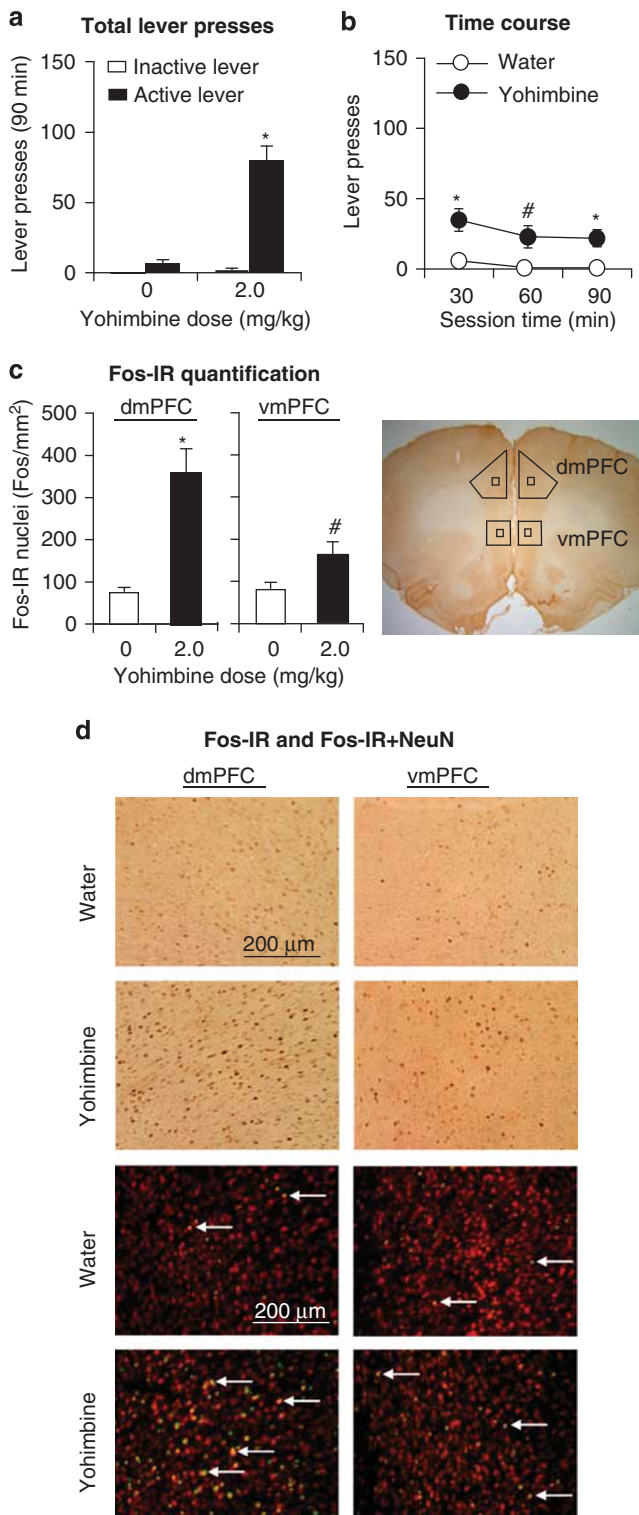 a
Total lever presses
150
100
50
0
Lever presses (90 min)
Inactive lever
Active lever
*
0
2.0
Yohimbine dose (mg/kg)
b
Time course
Water
Yohimbine
150
100
50
0
Lever presses
*
#
*
30
60
90
Session time (min)
c
Fos-IR quantification
dmPFC
vmPFC
500
400
300
200
100
0
Fos-IR nuclei (Fos/mm²)
*
#
0
2.0
0
2.0
Yohimbine dose (mg/kg)
dmPFC
vmPFC
d
Fos-IR and Fos-IR+NeuN
dmPFC
vmPFC
Water
200 μm
Yohimbine
Water
200 μm
Yohimbine